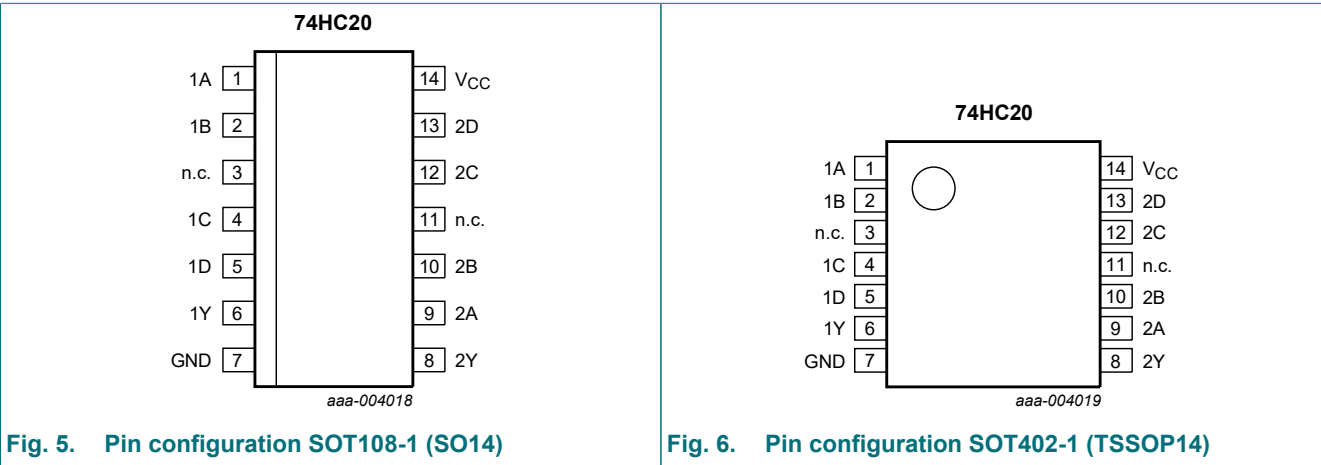 74HC20
1A 1 14 VCC
1B 2 13 2D
n.c. 3 12 2C
1C 4 11 n.c.
1D 5 10 2B
1Y 6 9 2A
GND 7 8 2Y
aaa-004018
Fig. 5. Pin configuration SOT108-1 (SO14)
74HC20
1A 1 14 VCC
1B 2 13 2D
n.c. 3 12 2C
1C 4 11 n.c.
1D 5 10 2B
1Y 6 9 2A
GND 7 8 2Y
aaa-004019
Fig. 6. Pin configuration SOT402-1 (TSSOP14)